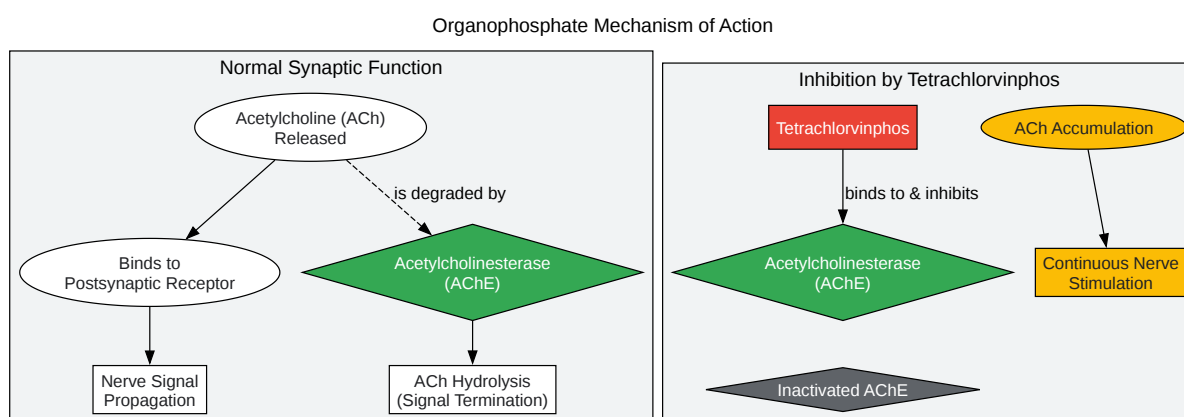 Organophosphate Mechanism of Action
Normal Synaptic Function
Acetylcholine (ACh)
Released
is degraded by
Binds to
Postsynaptic Receptor
Acetylcholinesterase
(AChE)
Nerve Signal
Propagation
ACh Hydrolysis
(Signal Termination)
Inhibition by Tetrachlorvinphos
Tetrachlorvinphos
ACh Accumulation
binds to & inhibits
Acetylcholinesterase
(AChE)
Continuous Nerve
Stimulation
Inactivated AChE